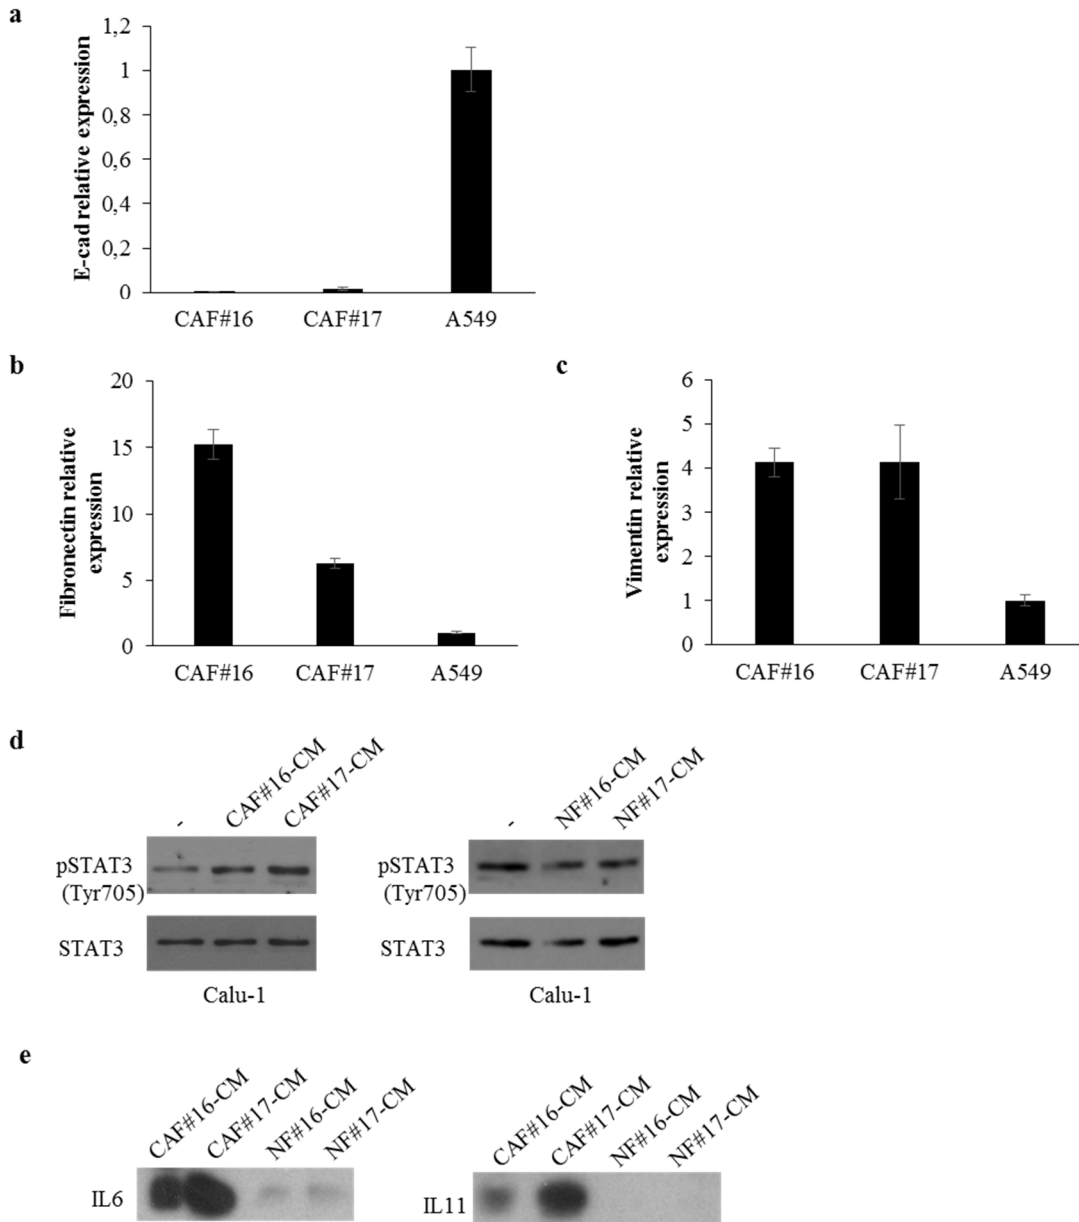 a
E-cad relative expression
1,2
1
0,8
0,6
0,4
0,2
0
CAF#16 CAF#17 A549
b
Fibronectin relative
expression
20
15
10
5
0
CAF#16 CAF#17 A549
c
Vimentin relative
expression
6
5
4
3
2
1
0
CAF#16 CAF#17 A549
d
- CAF#16-CM CAF#17-CM
pSTAT3
(Tyr705)
STAT3
Calu-1
- NF#16-CM NF#17-CM
pSTAT3
(Tyr705)
STAT3
Calu-1
e
CAF#16-CM CAF#17-CM NF#16-CM NF#17-CM
IL6
CAF#16-CM CAF#17-CM NF#16-CM NF#17-CM
IL11